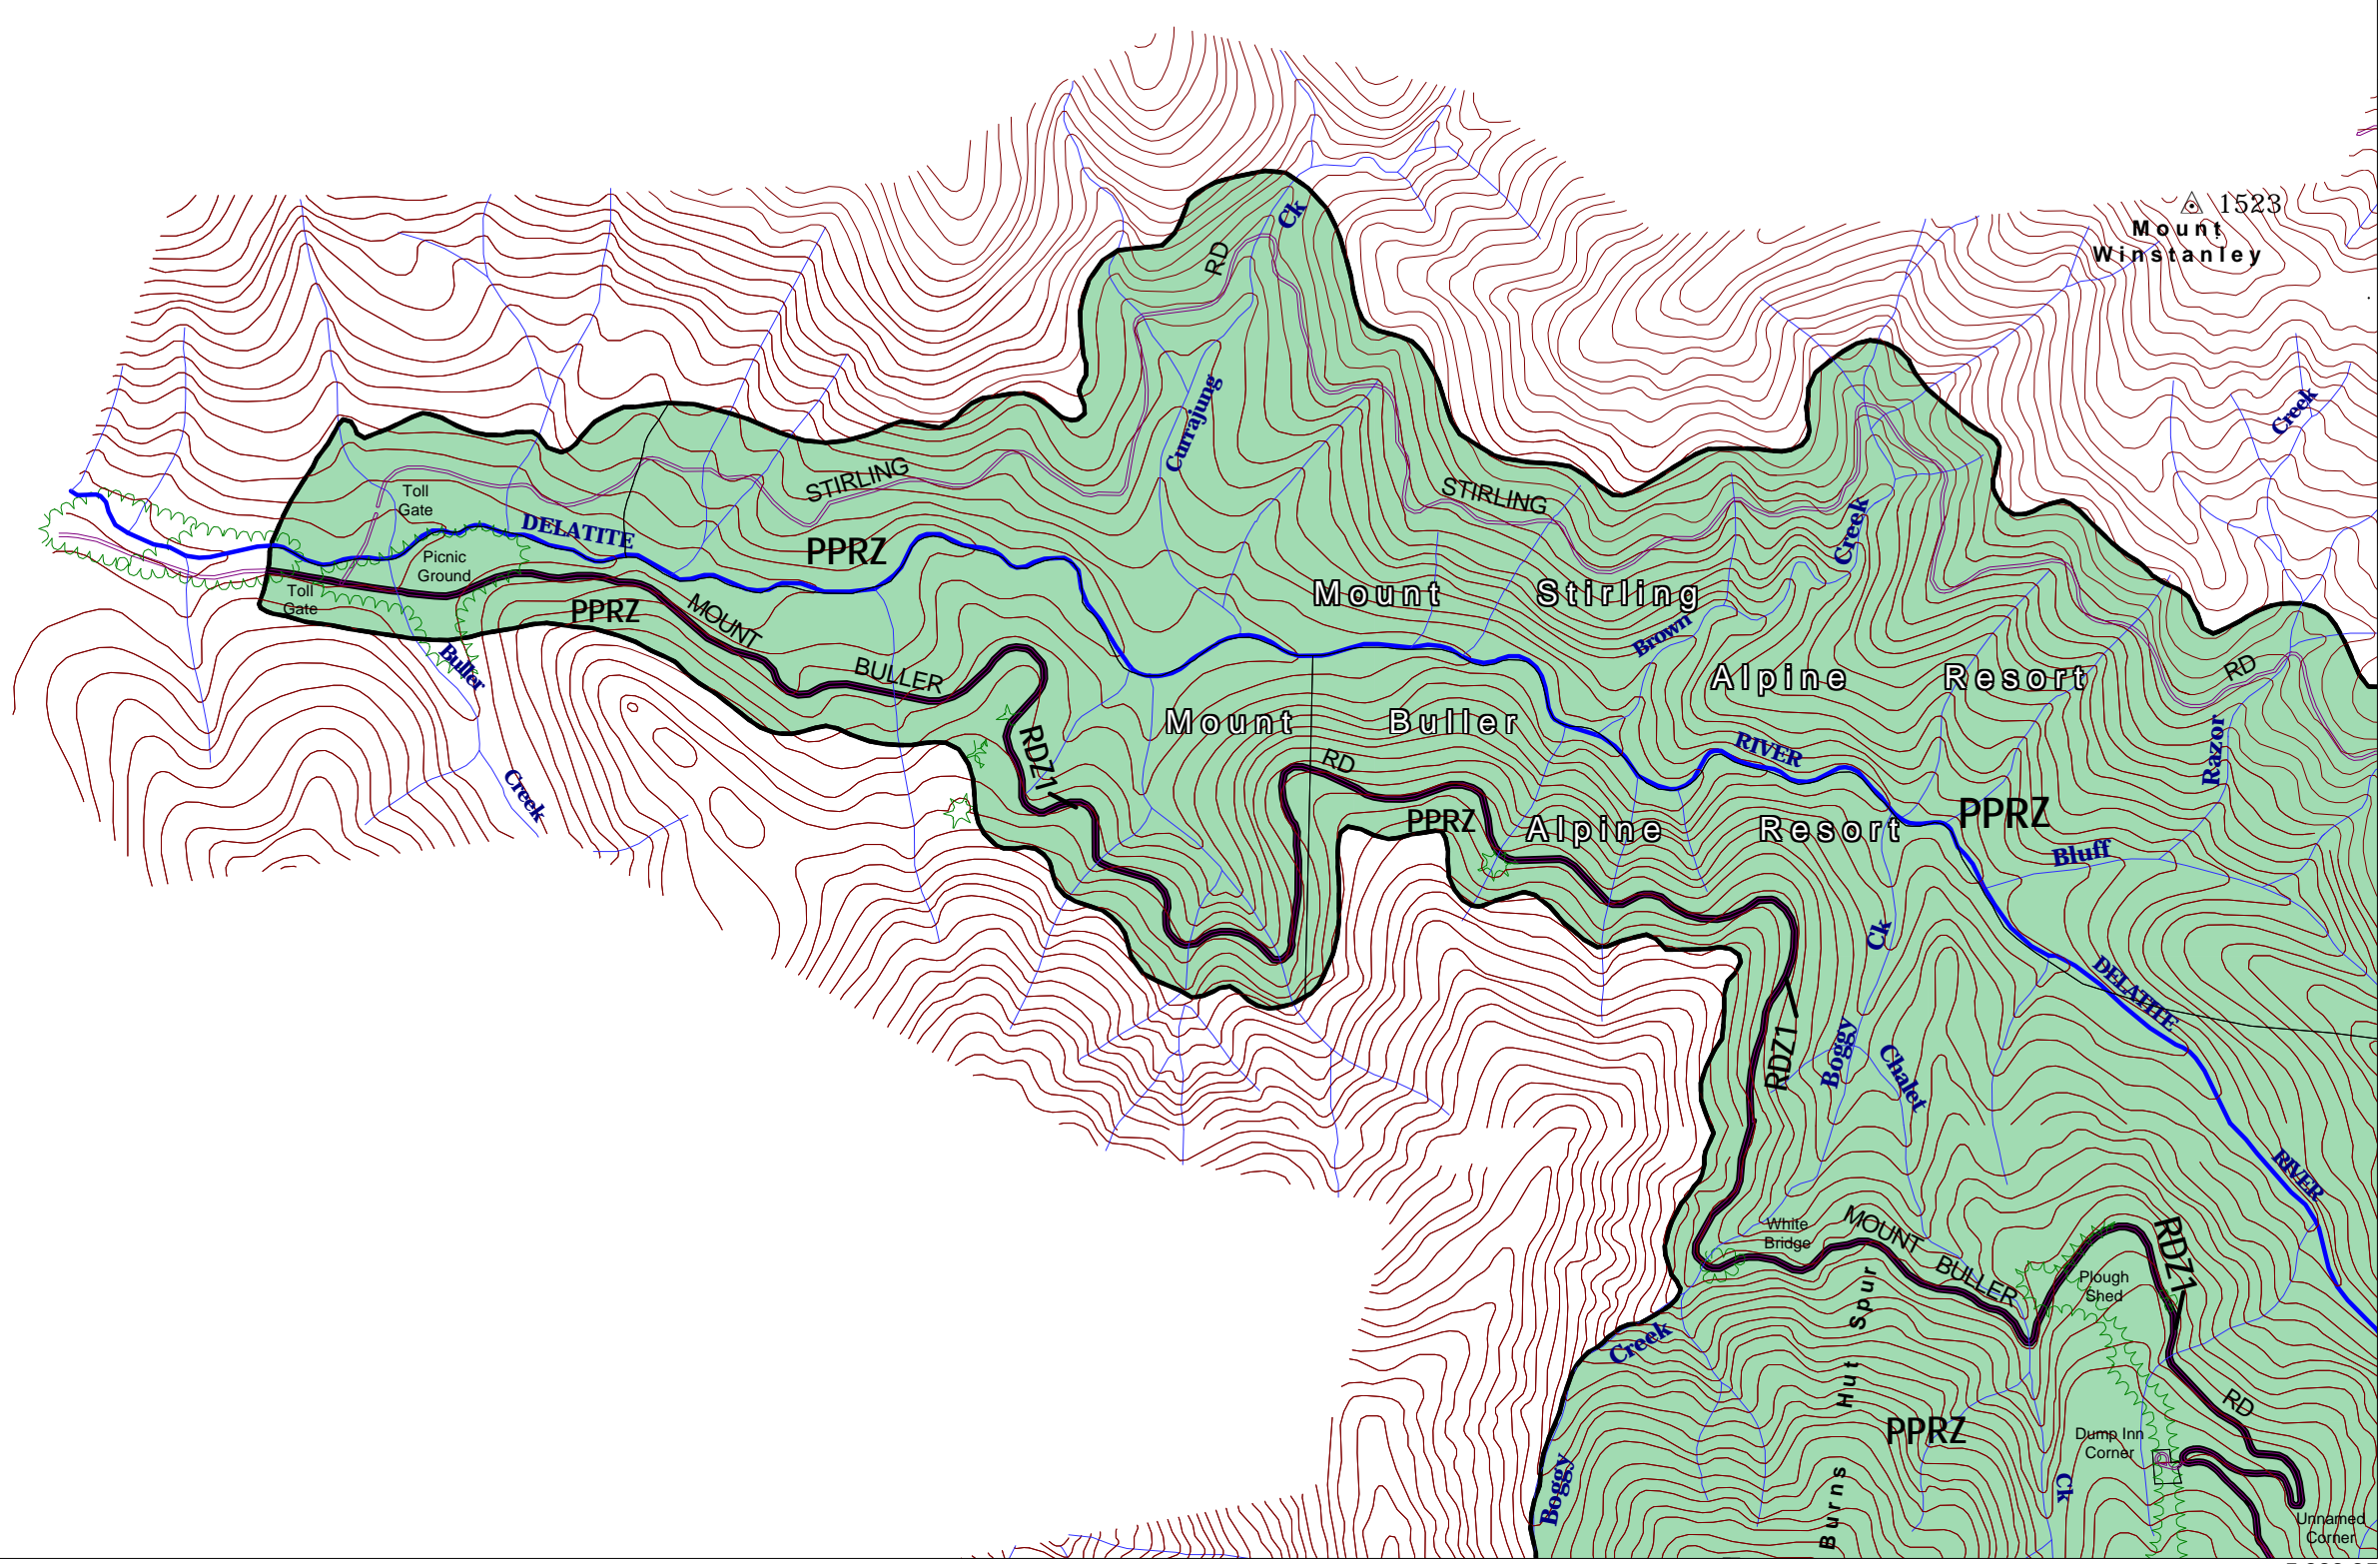 1523
Mount
Winstanley
RD
Ck
Currajung
Creek
STIRLING
STIRLING
Toll
Gate
DELATITE
Picnic
Ground
Toll
Gate
PPRZ
PPRZ
MOUNT
BULLER
Buller
Creek
Mount Stirling
Creek
Brown
Alpine Resort
RD
Mount Buller
RDZ1
RD
RIVER
Razor
PPRZ
Alpine Resort
PPRZ
Bluff
Ck
DELATITE
RDZ1
Boggy
Chalet
RIVER
White
Bridge
MOUNT
BULLER
RDZ1
Plough
Shed
Creek
Burns Hut Spur
RD
PPRZ
Dump Inn
Corner
Ck
Boggy
Unnamed
Corner